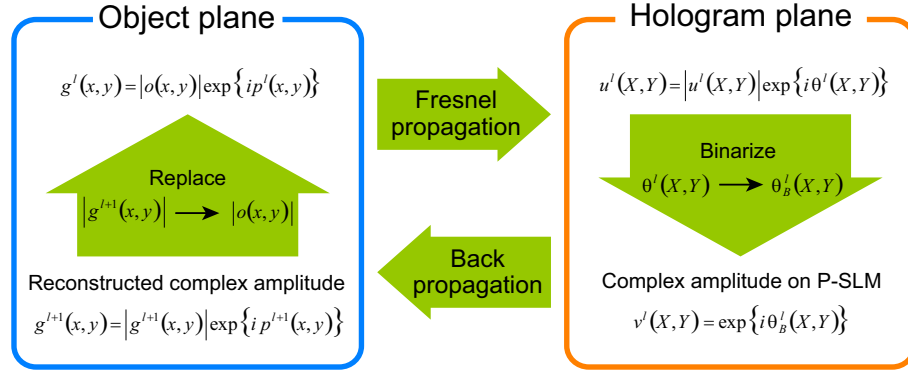 Object plane
g^l(x,y)=|o(x,y)|exp{ip^l(x,y)}
Replace
|g^{l+1}(x,y)| → |o(x,y)|
Reconstructed complex amplitude
g^{l+1}(x,y)=|g^{l+1}(x,y)|exp{ip^{l+1}(x,y)}
Fresnel
propagation
Back
propagation
Hologram plane
u^l(X,Y)=|u^l(X,Y)|exp{iθ^l(X,Y)}
Binarize
θ^l(X,Y) → θ_B^l(X,Y)
Complex amplitude on P-SLM
v^l(X,Y)=exp{iθ_B^l(X,Y)}